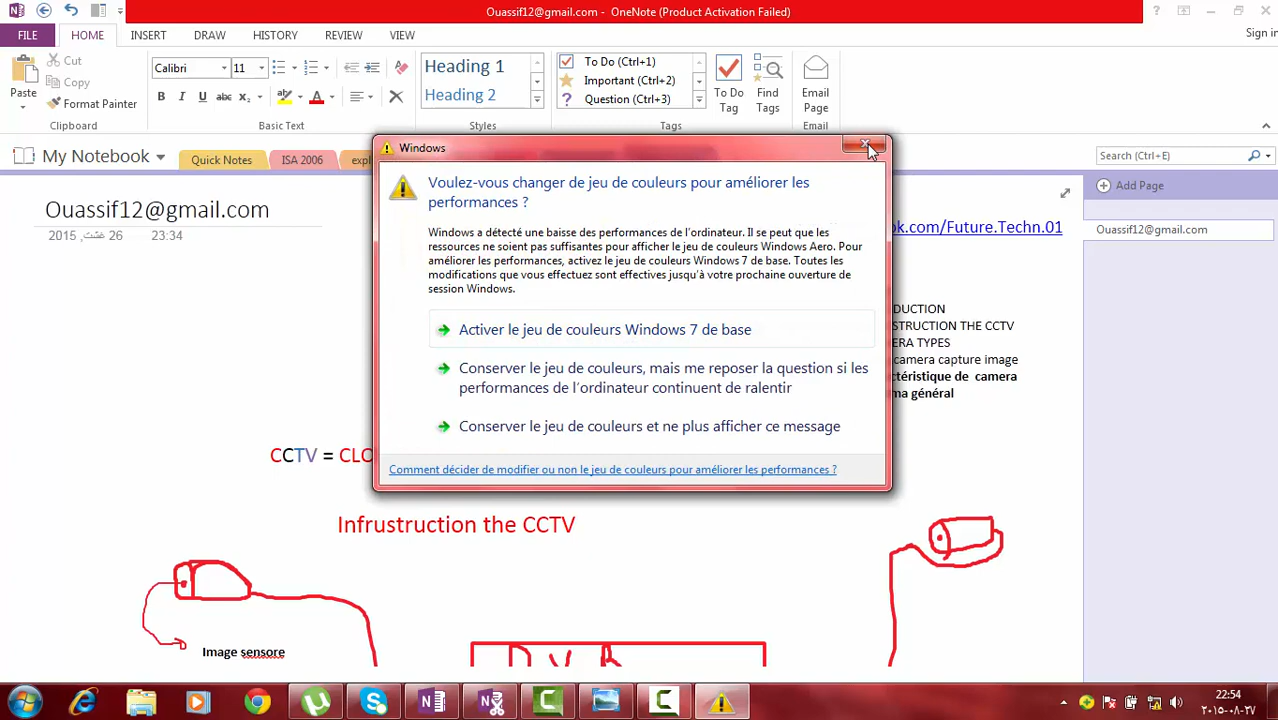 Ouassif12@gmail.com - OneNote (Product Activation Failed)
FILE HOME INSERT DRAW HISTORY REVIEW VIEW
Sign in
Paste
Cut
Copy
Format Painter
Clipboard
Calibri 11
B I U abc X₂ A
Basic Text
Heading 1
Heading 2
Styles
To Do (Ctrl+1)
Important (Ctrl+2)
Question (Ctrl+3)
To Do
Tag
Find
Tags
Tags
Email
Page
Email
My Notebook
Quick Notes
ISA 2006
expl
Search (Ctrl+E)
Add Page
Ouassif12@gmail.com
Ouassif12@gmail.com
26 غشت, 2015 23:34
ok.com/Future.Techn.01
Windows
Voulez-vous changer de jeu de couleurs pour améliorer les
performances ?
Windows a détecté une baisse des performances de l'ordinateur. Il se peut que les
ressources ne soient pas suffisantes pour afficher le jeu de couleurs Windows Aero. Pour
améliorer les performances, activez le jeu de couleurs Windows 7 de base. Toutes les
modifications que vous effectuez sont effectives jusqu'à votre prochaine ouverture de
session Windows.
Activer le jeu de couleurs Windows 7 de base
Conserver le jeu de couleurs, mais me reposer la question si les
performances de l'ordinateur continuent de ralentir
Conserver le jeu de couleurs et ne plus afficher ce message
Comment décider de modifier ou non le jeu de couleurs pour améliorer les performances ?
DUCTION
STRUCTION THE CCTV
ERA TYPES
camera capture image
ctéristique de camera
ma général
CCTV = CLO
Infrustruction the CCTV
Image sensore
D V R
22:54
٢٠١٥-٠٨-٢٧